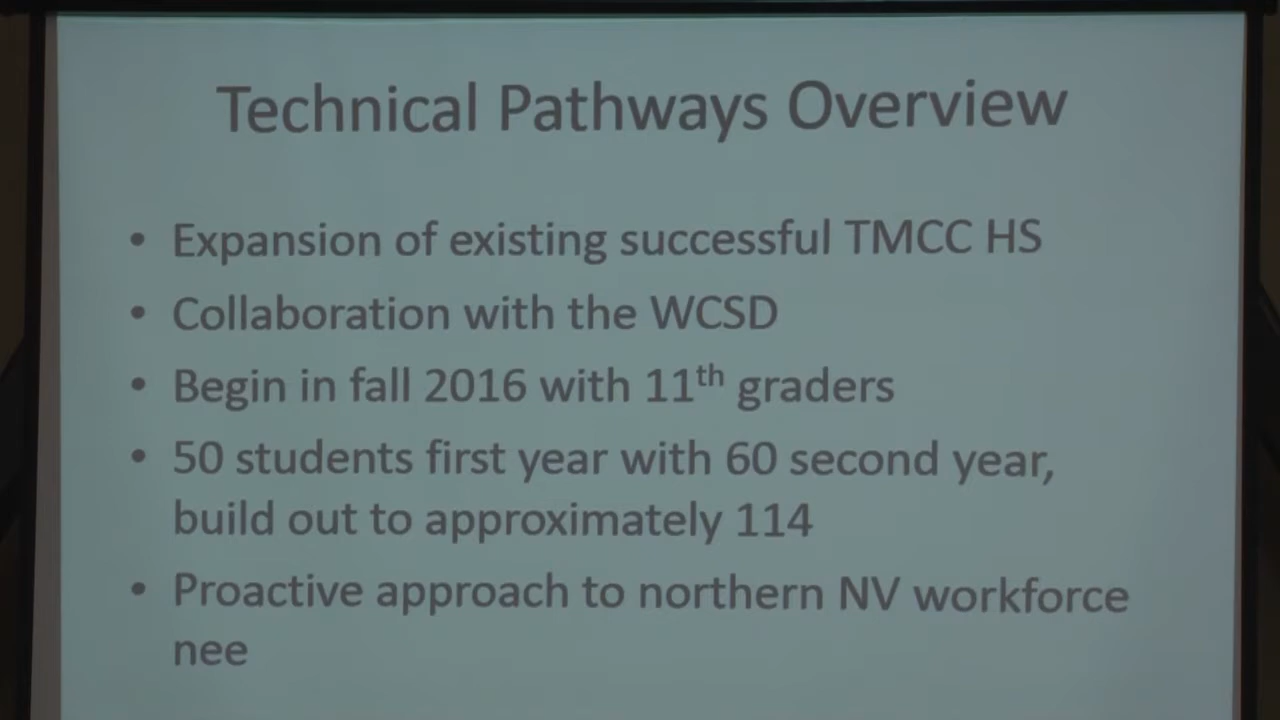 Technical Pathways Overview
• Expansion of existing successful TMCC HS
• Collaboration with the WCSD
• Begin in fall 2016 with 11th graders
• 50 students first year with 60 second year,
build out to approximately 114
• Proactive approach to northern NV workforce
nee